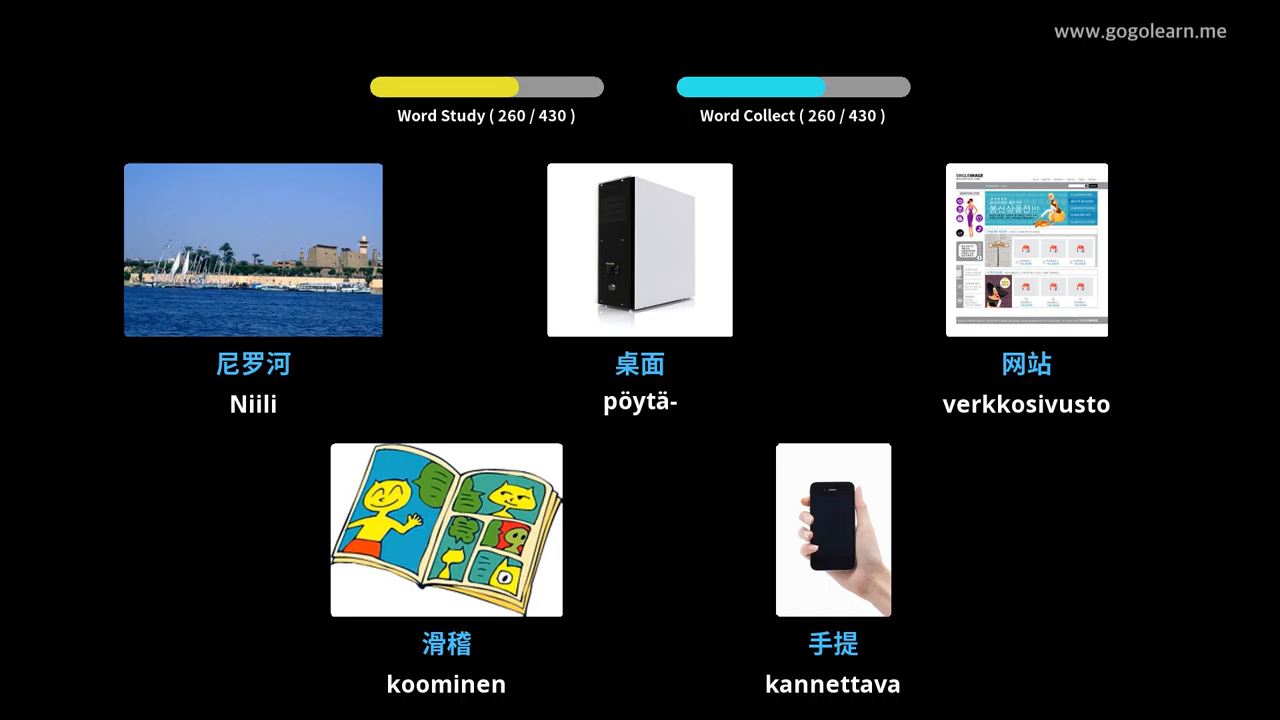 www.gogolearn.me
Word Study ( 260 / 430 )
Word Collect ( 260 / 430 )
尼罗河
桌面
网站
Niili
pöytä-
verkkosivusto
滑稽
手提
koominen
kannettava